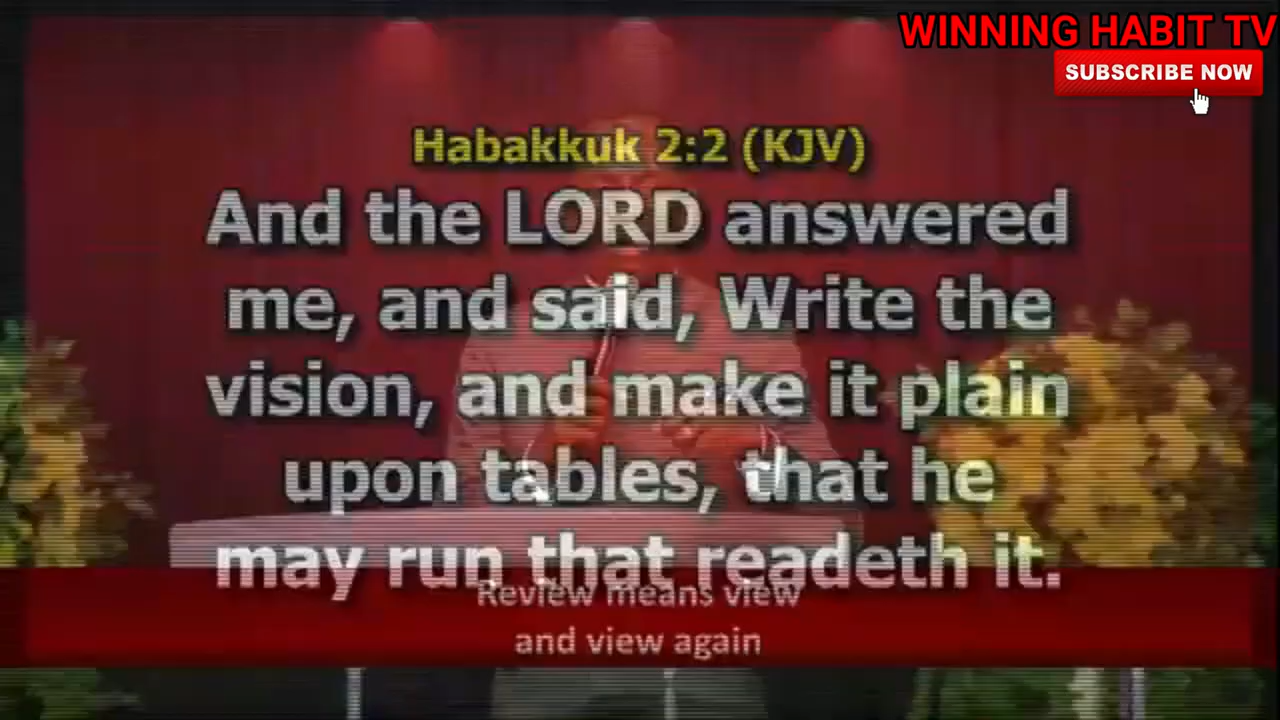 WINNING HABIT TV
SUBSCRIBE NOW
Habakkuk 2:2 (KJV)
And the LORD answered
me, and said, Write the
vision, and make it plain
upon tables, that he
may run that readeth it.
Review means view
and view again